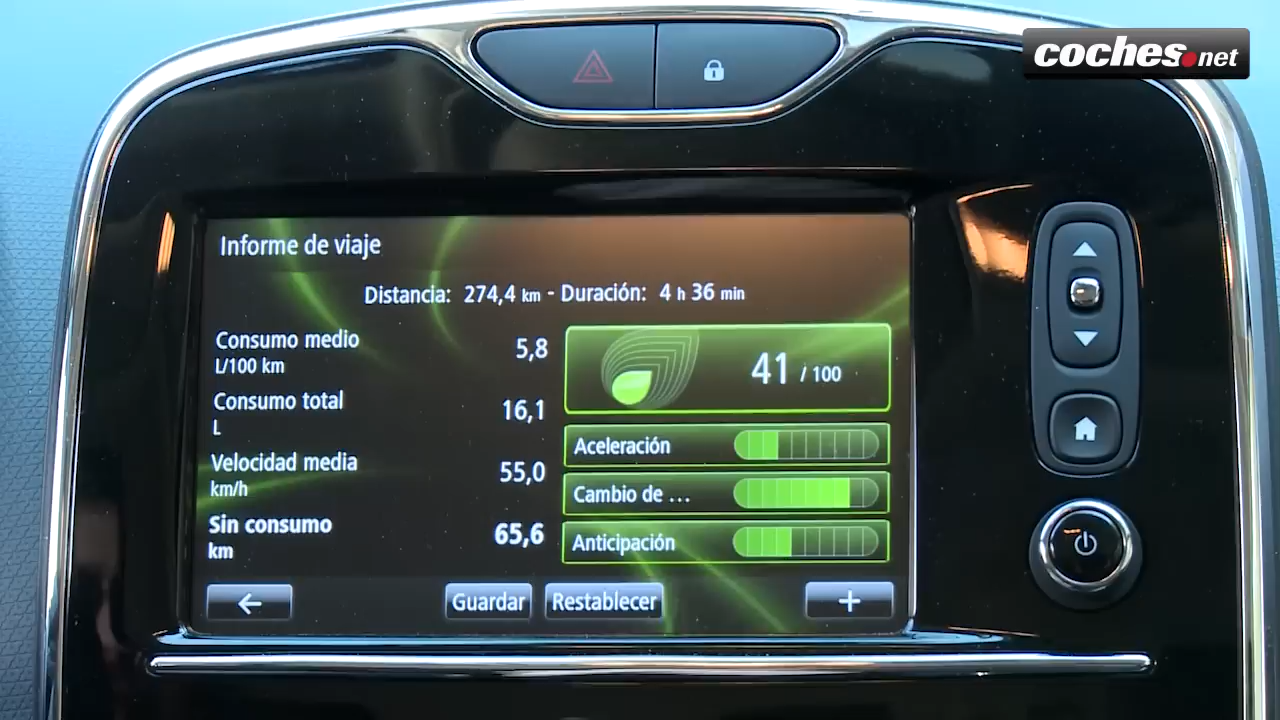 coches.net
Informe de viaje
Distancia: 274,4 km - Duración: 4 h 36 min
Consumo medio 5,8
L/100 km
41 / 100
Consumo total 16,1
L
Aceleración
Velocidad media 55,0
km/h
Cambio de ...
Sin consumo 65,6
km
Anticipación
Guardar Restablecer